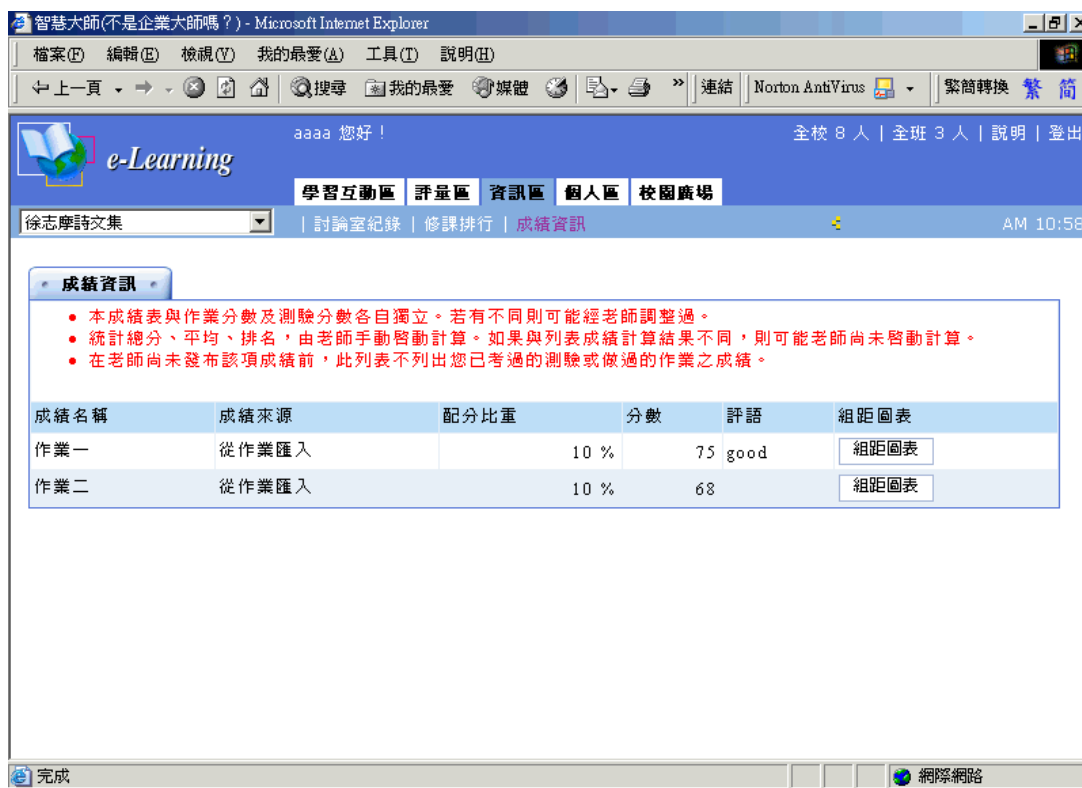 智慧大師(不是企業大師嗎？) - Microsoft Internet Explorer
檔案(F) 編輯(E) 檢視(V) 我的最愛(A) 工具(T) 說明(H)
上一頁 搜尋 我的最愛 媒體 » 連結 Norton AntiVirus 繁簡轉換 繁 简
aaaa 您好！ 全校 8 人 | 全班 3 人 | 說明 | 登出
e-Learning
學習互動區 評量區 資訊區 個人區 校園廣場
徐志摩詩文集 | 討論室紀錄 | 修課排行 | 成績資訊 AM 10:58
成績資訊
• 本成績表與作業分數及測驗分數各自獨立。若有不同則可能經老師調整過。
• 統計總分、平均、排名，由老師手動啓動計算。如果與列表成績計算結果不同，則可能老師尚未啓動計算。
• 在老師尚未發布該項成績前，此列表不列出您已考過的測驗或做過的作業之成績。
成績名稱 成績來源 配分比重 分數 評語 組距圖表
作業一 從作業匯入 10 % 75 good 組距圖表
作業二 從作業匯入 10 % 68 組距圖表
完成 網際網路